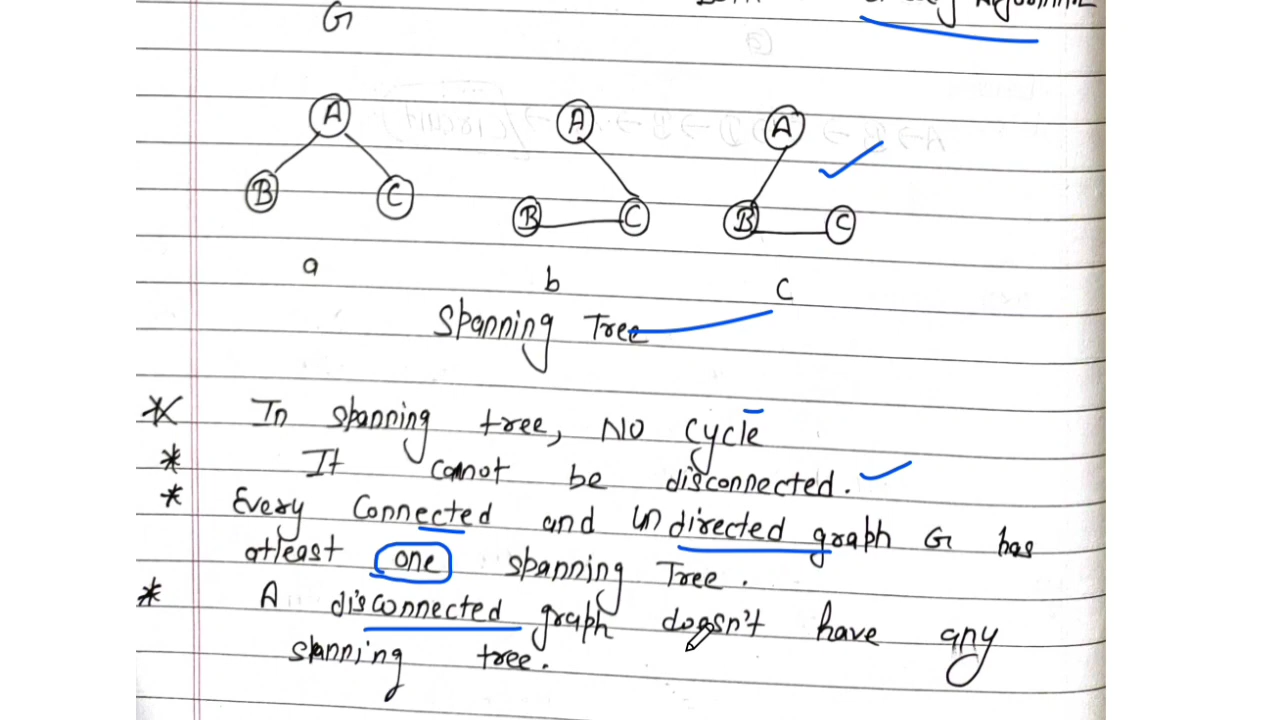 G
A A A
B C B C B C
a b c
Spanning Tree
* In spanning tree, NO cycle
* It cannot be disconnected.
* Every Connected and Undirected graph G has
atleast one spanning Tree.
* A disconnected graph doesn't have any
spanning tree.